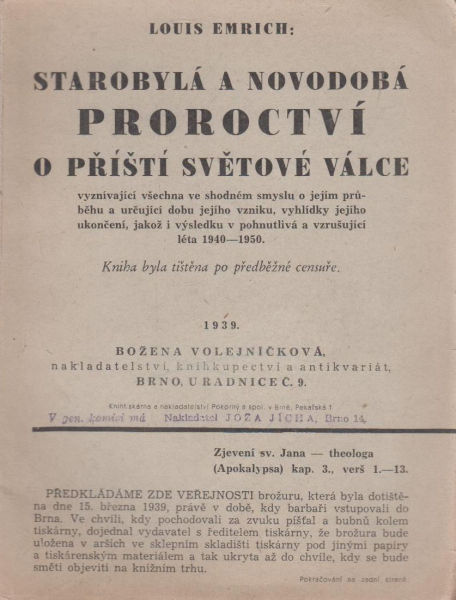 LOUIS EMRICH:
STAROBYLÁ A NOVODOBÁ
PROROCTVÍ
O PŘÍŠTÍ SVĚTOVÉ VÁLCE
vyznívající všechna ve shodném smyslu o jejím prů-
běhu a určující dobu jejího vzniku, vyhlídky jejího
ukončení, jakož i výsledku v pohnutlivá a vzrušující
léta 1940—1950.
Kniha byla tištěna po předběžné censuře.
1939.
BOŽENA VOLEJNÍČKOVÁ,
nakladatelství, knihkupectví a antikvariát,
BRNO, U RADNICE Č. 9.
Knihtiskárna a nakladatelství Pokorný a spol. v Brně, Pekařská 1
V gen. komisi má Nakladatel JOŽA JÍCHA, Brno 14,
Zjevení sv. Jana — theologa
(Apokalypsa) kap. 3., verš 1.—13.
PŘEDKLÁDÁME ZDE VEŘEJNOSTI brožuru, která byla dotiště-
na dne 15. března 1939, právě v době, kdy barbaři vstupovali do
Brna. Ve chvíli, kdy pochodovali za zvuku píšťal a bubnů kolem
tiskárny, dojednal vydavatel s ředitelem tiskárny, že brožura bude
uložena v arších ve sklepním skladišti tiskárny pod jinými papíry
a tiskárenským materiálem a tak ukryta až do chvíle, kdy se bude
směti objeviti na knižním trhu.
Pokračování na zadní straně.